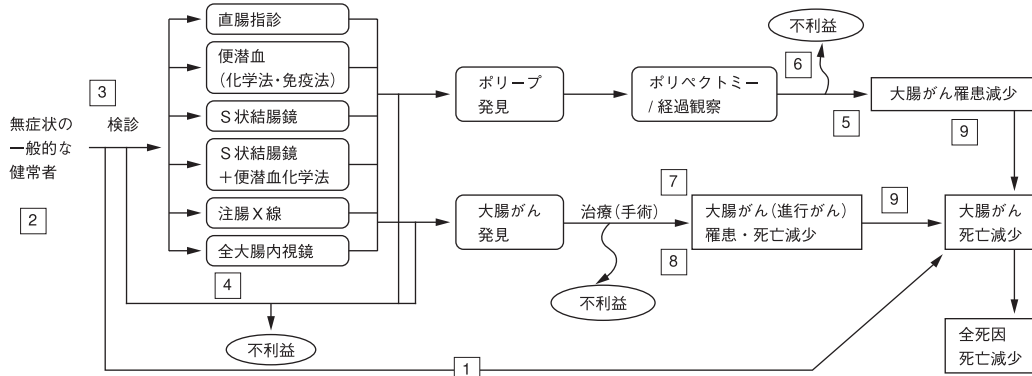 直腸指診
便潜血
(化学法・免疫法)
S状結腸鏡
S状結腸鏡
+便潜血化学法
注腸X線
全大腸内視鏡
4
3
検診
無症状の
一般的な
健常者
2
不利益
1
ポリープ
発見
ポリペクトミー
/経過観察
6
不利益
5
大腸がん罹患減少
9
大腸がん
発見
治療(手術)
7
8
不利益
大腸がん(進行がん)
罹患・死亡減少
9
大腸がん
死亡減少
全死因
死亡減少